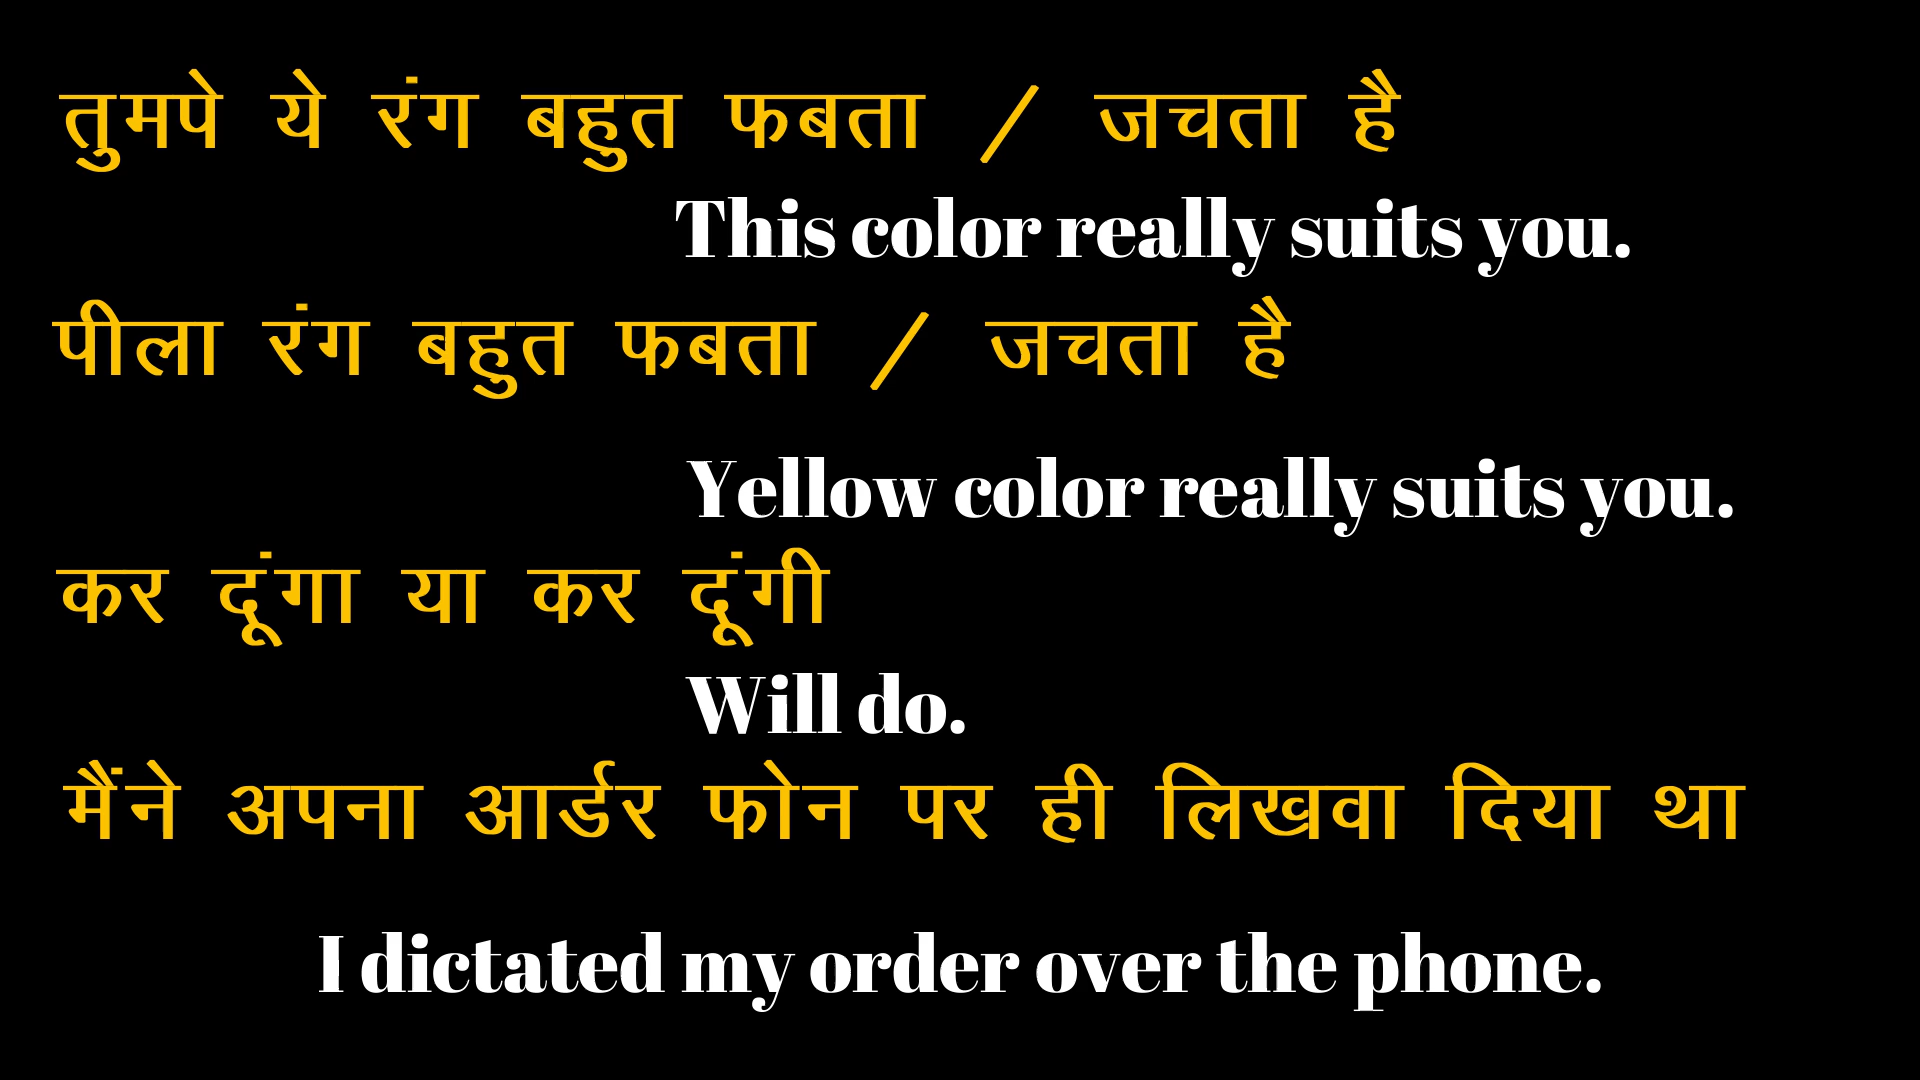 तुमपे ये रंग बहुत फबता / जचता है
This color really suits you.
पीला रंग बहुत फबता / जचता है
Yellow color really suits you.
कर दूंगा या कर दूंगी
Will do.
मैंने अपना आर्डर फोन पर ही लिखवा दिया था
I dictated my order over the phone.